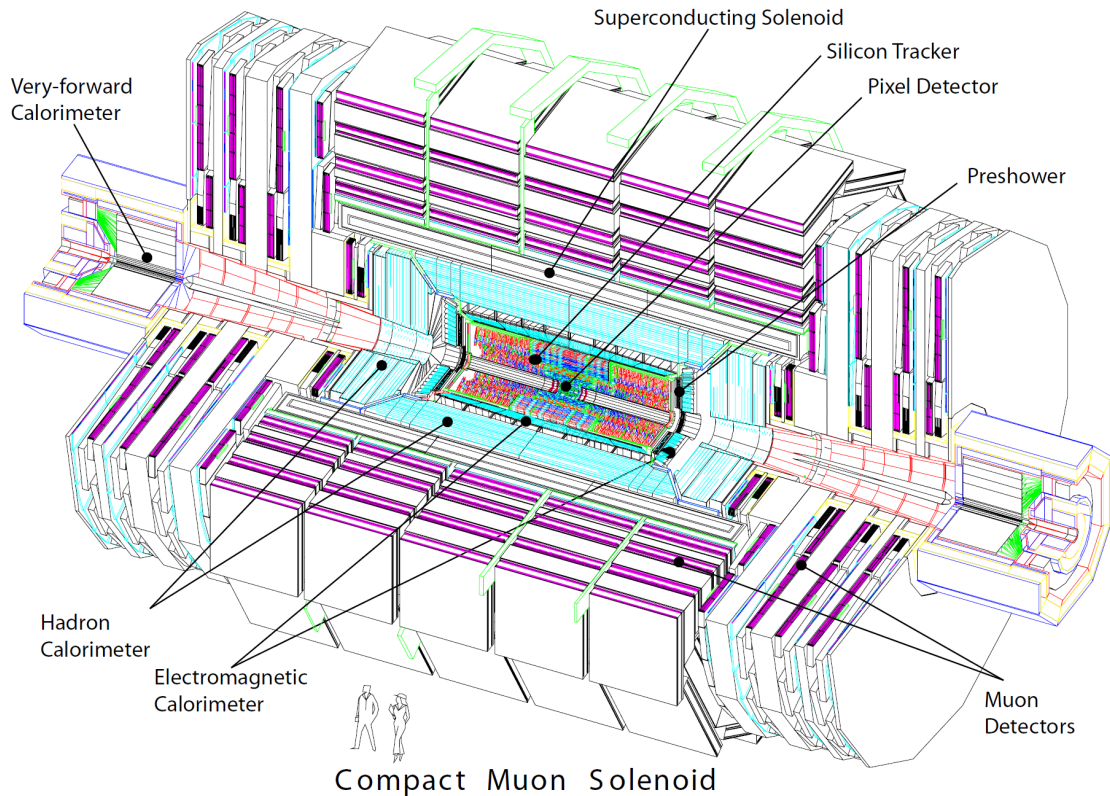 Superconducting Solenoid
Silicon Tracker
Pixel Detector
Very-forward
Calorimeter
Preshower
Hadron
Calorimeter
Electromagnetic
Calorimeter
Muon
Detectors
Compact Muon Solenoid